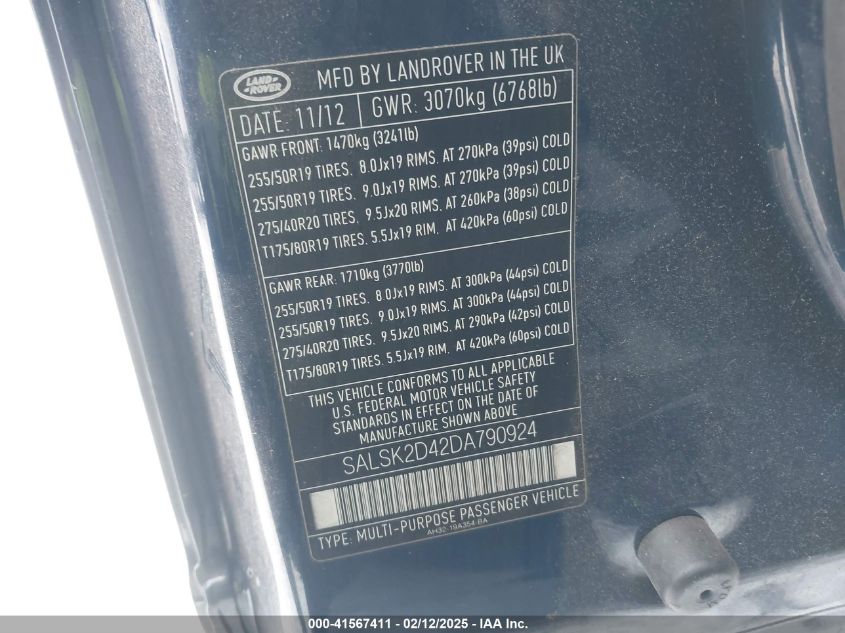 LAND
ROVER
MFD BY LANDROVER IN THE UK
DATE: 11/12 GWR: 3070kg (6768lb)
GAWR FRONT: 1470kg (3241lb)
255/50R19 TIRES. 8.0Jx19 RIMS. AT 270kPa (39psi) COLD
255/50R19 TIRES. 9.0Jx19 RIMS. AT 270kPa (39psi) COLD
275/40R20 TIRES. 9.5Jx20 RIMS. AT 260kPa (38psi) COLD
T175/80R19 TIRES. 5.5Jx19 RIM. AT 420kPa (60psi) COLD
GAWR REAR: 1710kg (3770lb)
255/50R19 TIRES. 8.0Jx19 RIMS. AT 300kPa (44psi) COLD
255/50R19 TIRES. 9.0Jx19 RIMS. AT 300kPa (44psi) COLD
275/40R20 TIRES. 9.5Jx20 RIMS. AT 290kPa (42psi) COLD
T175/80R19 TIRES. 5.5Jx19 RIM. AT 420kPa (60psi) COLD
THIS VEHICLE CONFORMS TO ALL APPLICABLE
U.S. FEDERAL MOTOR VEHICLE SAFETY
STANDARDS IN EFFECT ON THE DATE OF
MANUFACTURE SHOWN ABOVE
SALSK2D42DA790924
TYPE: MULTI-PURPOSE PASSENGER VEHICLE
AH32 19A354 BA
000-41567411 - 02/12/2025 - IAA Inc.